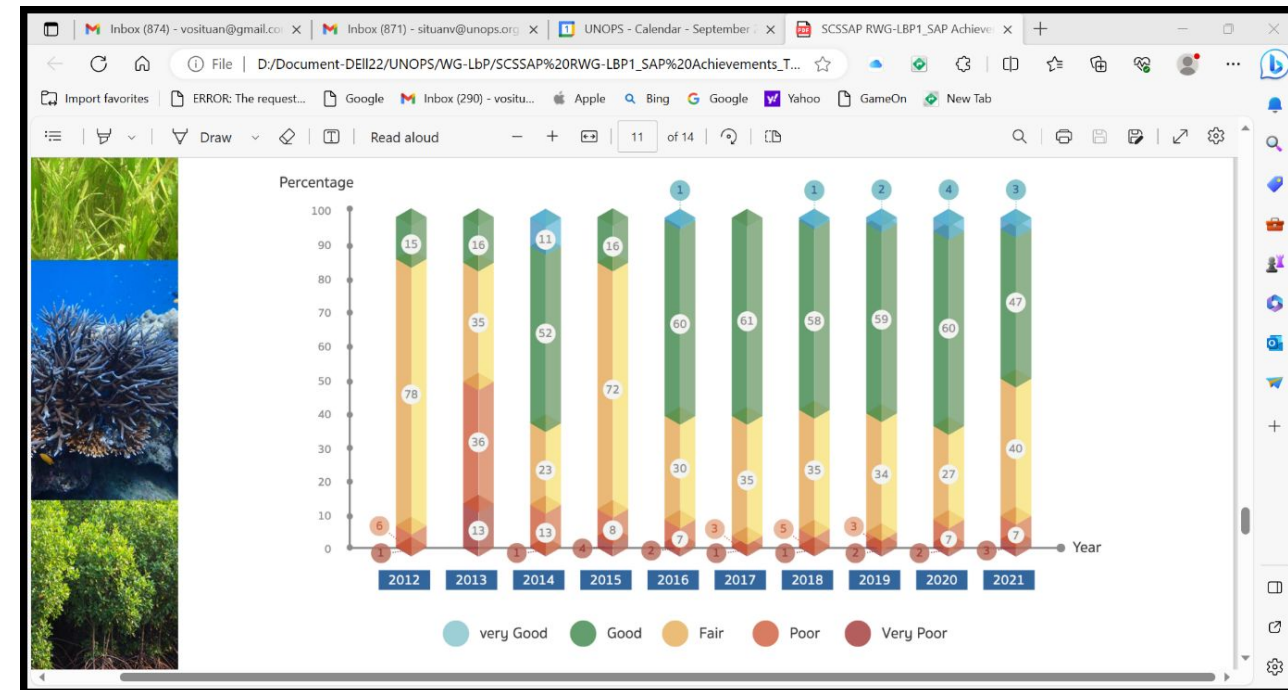 Inbox (874) - vosituan@gmail.co
Inbox (871) - situanv@unops.org
UNOPS - Calendar - September 2
SCSSAP RWG-LBP1_SAP Achieve
File D:/Document-DEll22/UNOPS/WG-LbP/SCSSAP%20RWG-LBP1_SAP%20Achievements_T...
Import favorites ERROR: The request... Google Inbox (290) - vositu... Apple Bing Google Yahoo GameOn New Tab
Draw Read aloud 11 of 14
Percentage
1 1 2 4 3
100
15 16 11 16
90
80
47
70
35 52 60 61 58 59 60
60
50
78 72
40
36 40
30
23 30 35 35 34 27
20
10
6 13 13 8 7 3 5 3 7 7
0
1 1 4 2 1 1 2 2 3
Year
2012 2013 2014 2015 2016 2017 2018 2019 2020 2021
very Good Good Fair Poor Very Poor